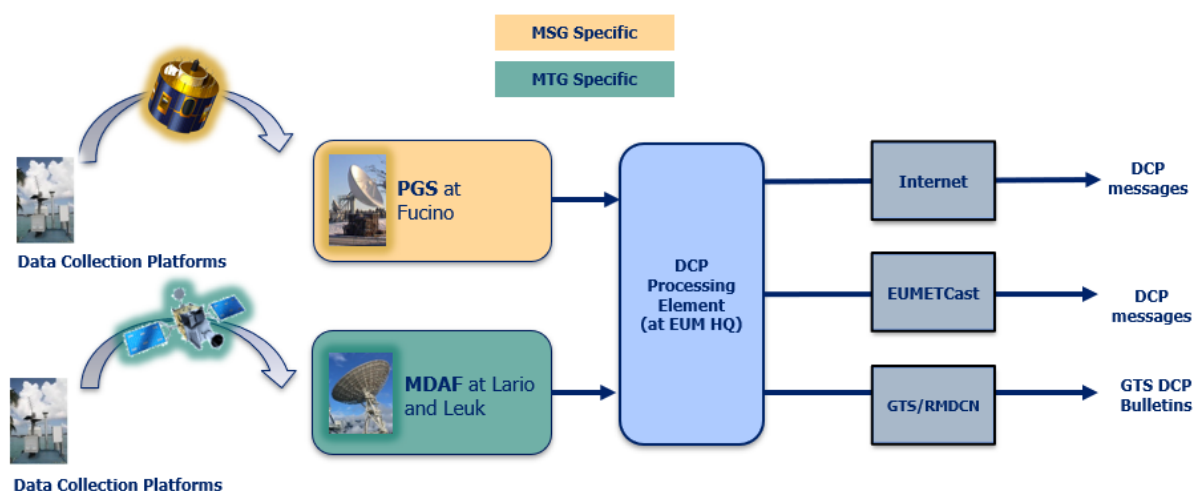 MSG Specific
MTG Specific
Data Collection Platforms
PGS at
Fucino
Data Collection Platforms
MDAF at Lario
and Leuk
DCP
Processing
Element
(at EUM HQ)
Internet
DCP
messages
EUMETCast
DCP
messages
GTS/RMDCN
GTS DCP
Bulletins